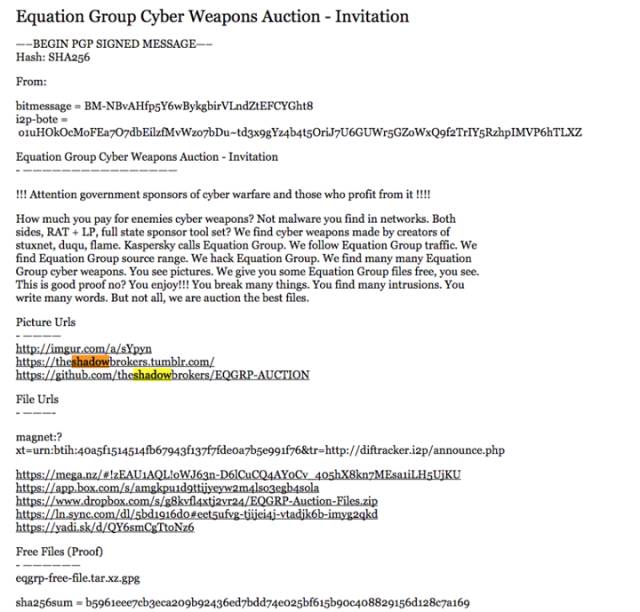 Equation Group Cyber Weapons Auction - Invitation
-----BEGIN PGP SIGNED MESSAGE-----
Hash: SHA256
From:
bitmessage = BM-NBvAHfp5Y6wBykgbirVLndZtEFCYGht8
i2p-bote =
o1uHOkOcMoFEa7O7dbEilzfMvWzo7bDu~td3x9gYz4b4t5OriJ7U6GUWr5GZoWxQ9f2TrIY5RzhpIMVP6hTLXZ
Equation Group Cyber Weapons Auction - Invitation
- ————————————————
!!! Attention government sponsors of cyber warfare and those who profit from it !!!!
How much you pay for enemies cyber weapons? Not malware you find in networks. Both
sides, RAT + LP, full state sponsor tool set? We find cyber weapons made by creators of
stuxnet, duqu, flame. Kaspersky calls Equation Group. We follow Equation Group traffic. We
find Equation Group source range. We hack Equation Group. We find many many Equation
Group cyber weapons. You see pictures. We give you some Equation Group files free, you see.
This is good proof no? You enjoy!!! You break many things. You find many intrusions. You
write many words. But not all, we are auction the best files.
Picture Urls
- ————
http://imgur.com/a/sYpyn
https://theshadowbrokers.tumblr.com/
https://github.com/theshadowbrokers/EQGRP-AUCTION
File Urls
- ———-
magnet:?
xt=urn:btih:40a5f1514514fb67943f137f7fde0a7b5e991f76&tr=http://diftracker.i2p/announce.php
https://mega.nz/#!zEAU1AQL!oWJ63n-D6lCuCQ4AY0Cv_405hX8kn7MEsa1iLH5UjKU
https://app.box.com/s/amgkpu1d9ttijyeyw2m4lso3egb4sola
https://www.dropbox.com/s/g8kvfl4xtj2vr24/EQGRP-Auction-Files.zip
https://ln.sync.com/dl/5bd1916d0#eet5ufvg-tjijei4j-vtadjk6b-imyg2qkd
https://yadi.sk/d/QY6smCgTtoNz6
Free Files (Proof)
- ——————
eqgrp-free-file.tar.xz.gpg
sha256sum = b5961eee7cb3eca209b92436ed7bdd74e025bf615b90c408829156d128c7a169